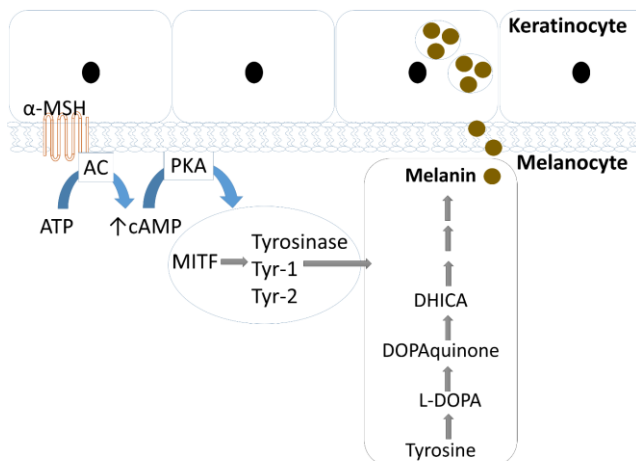 Keratinocyte
α-MSH
Melanocyte
AC
PKA
Melanin
ATP
↑cAMP
MITF
Tyrosinase
Tyr-1
Tyr-2
DHICA
DOPAquinone
L-DOPA
Tyrosine